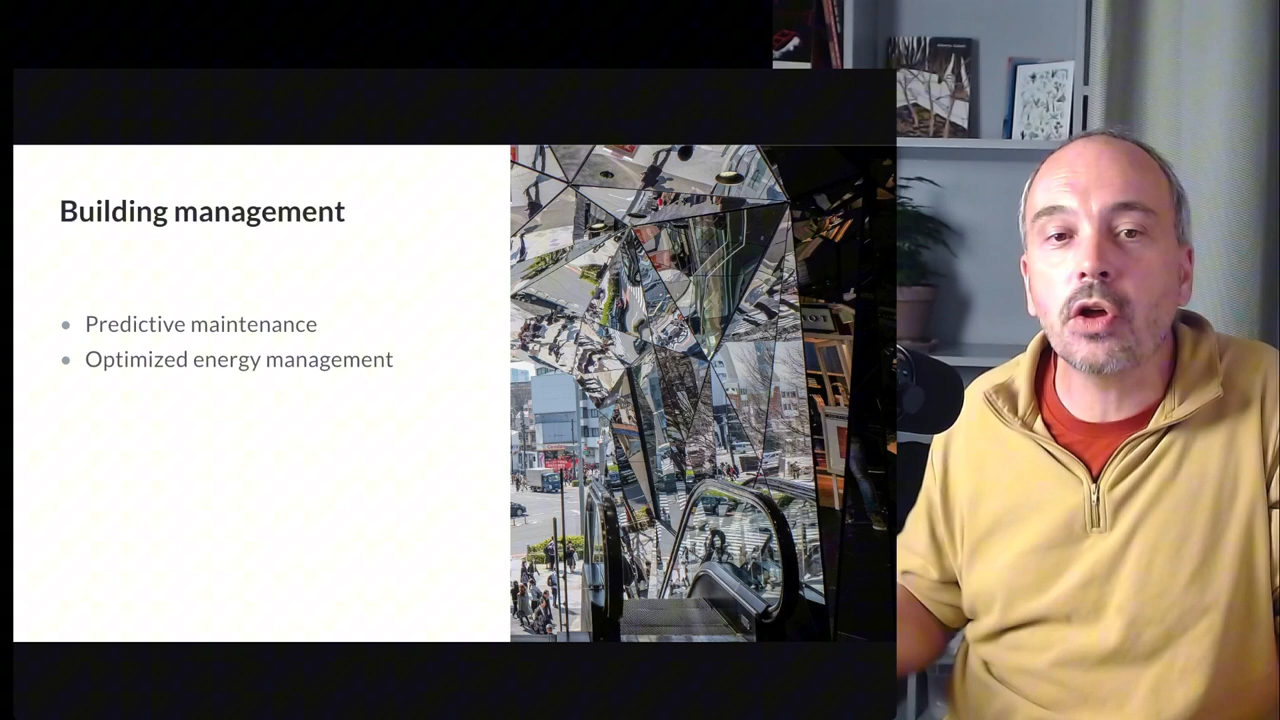 Building management
Predictive maintenance
Optimized energy management